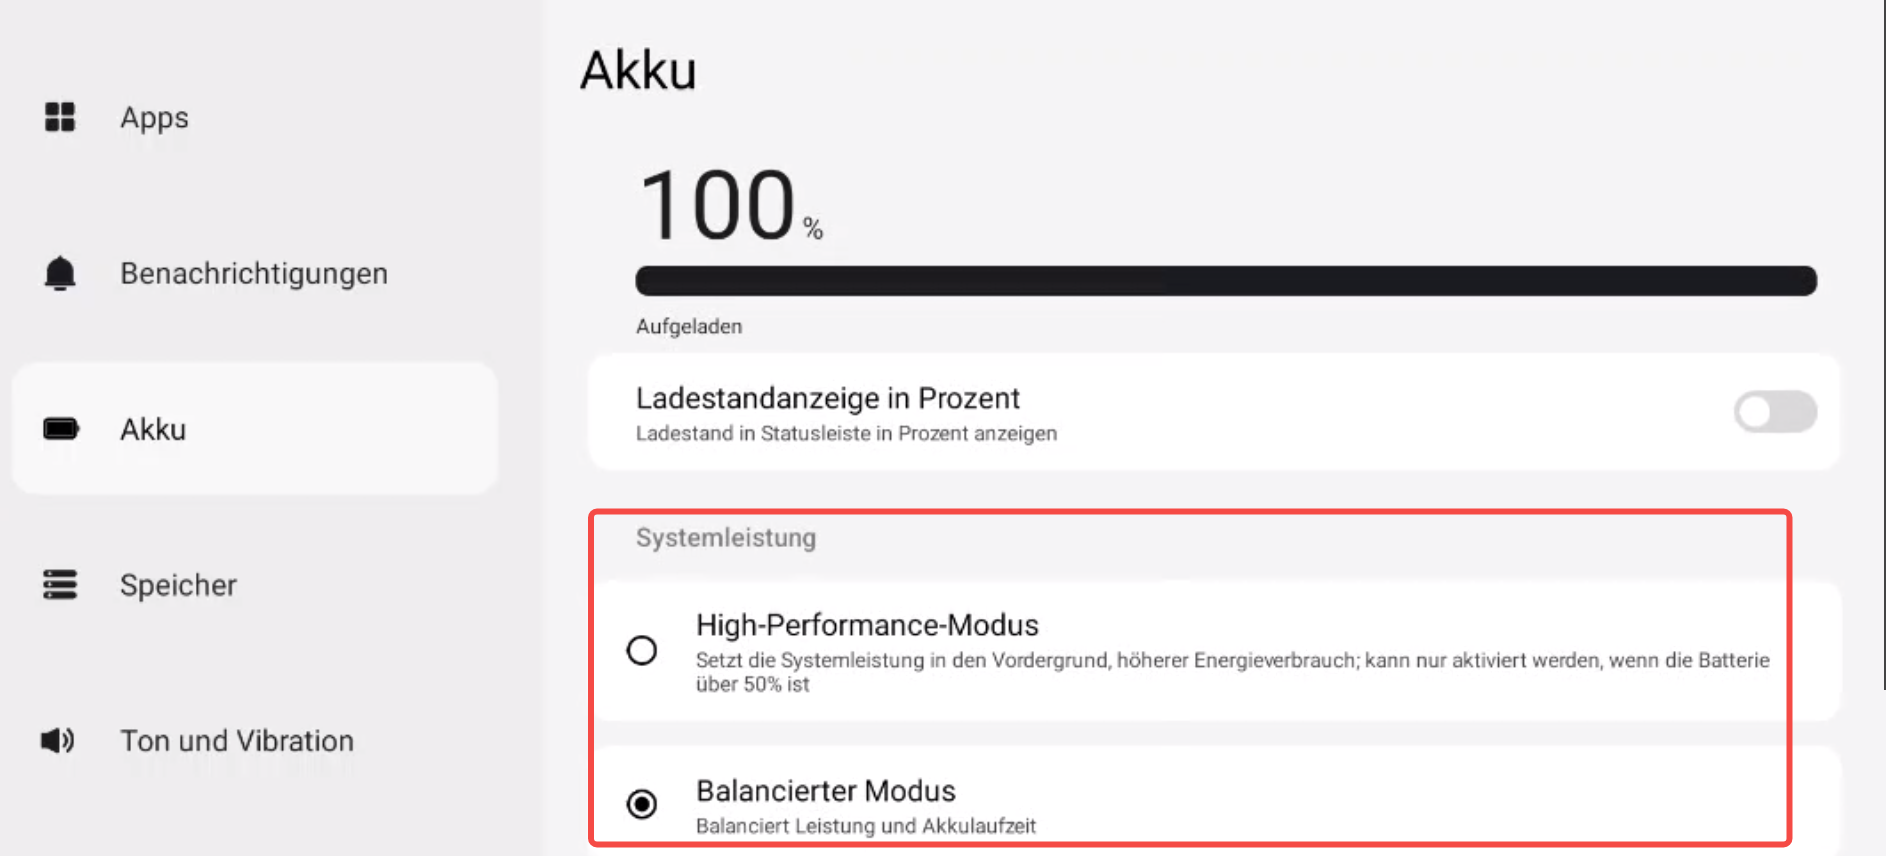 Apps
Benachrichtigungen
Akku
Speicher
Ton und Vibration
Akku
100%
Aufgeladen
Ladestandanzeige in Prozent
Ladestand in Statusleiste in Prozent anzeigen
Systemleistung
High-Performance-Modus
Setzt die Systemleistung in den Vordergrund, höherer Energieverbrauch; kann nur aktiviert werden, wenn die Batterie
über 50% ist
Balancierter Modus
Balanciert Leistung und Akkulaufzeit